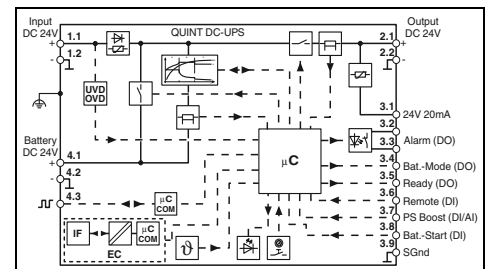 Input
DC 24V
+ 1.1
1.2
-
QUINT DC-UPS
Output
DC 24V
2.1 +
2.2 -
UVD
OVD
3.1
24V 20mA
3.2
3.3
Alarm (DO)
3.4
Bat.-Mode (DO)
3.5
Ready (DO)
3.6
Remote (DI)
3.7
PS Boost (DI/AI)
3.8
Bat.-Start (DI)
3.9
SGnd
Battery
DC 24V
+ 4.1
4.2
-
4.3
μC
μC
COM
IF
μC
COM
EC
ϑ